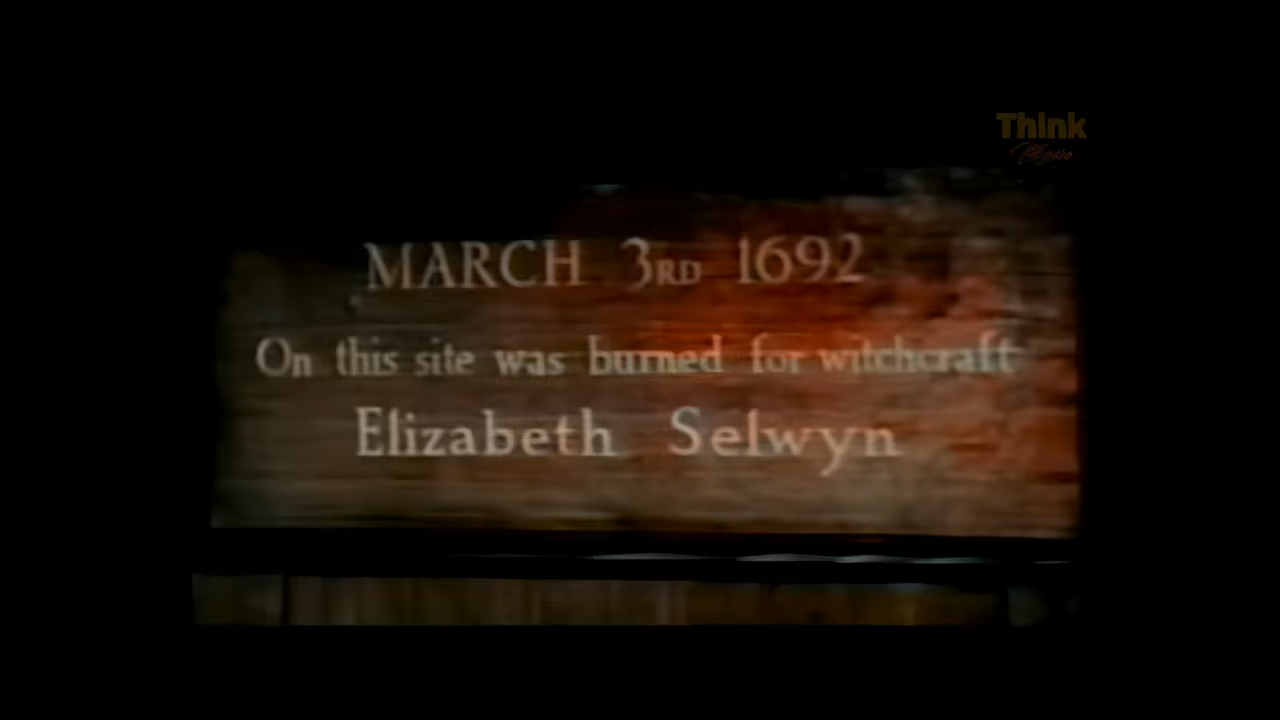 Think
MARCH 3RD 1692
On this site was burned for witchcraft
Elizabeth Selwyn